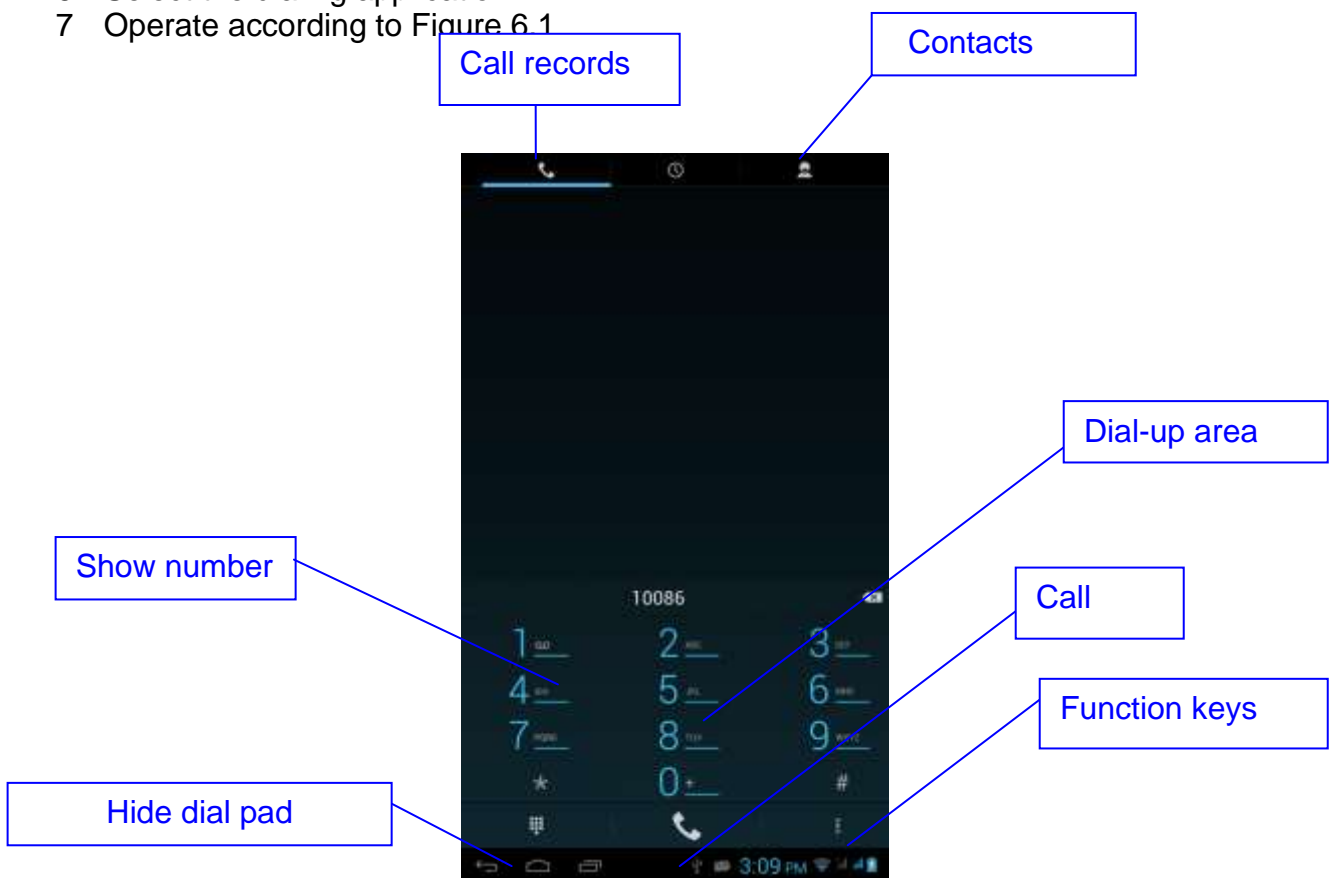 7 Operate according to Figure 6.1
Contacts
Call records
Dial-up area
Show number
10086
Call
1
2
3
4
5
6
Function keys
7
8
9
*
0 +
#
Hide dial pad
3:09 PM